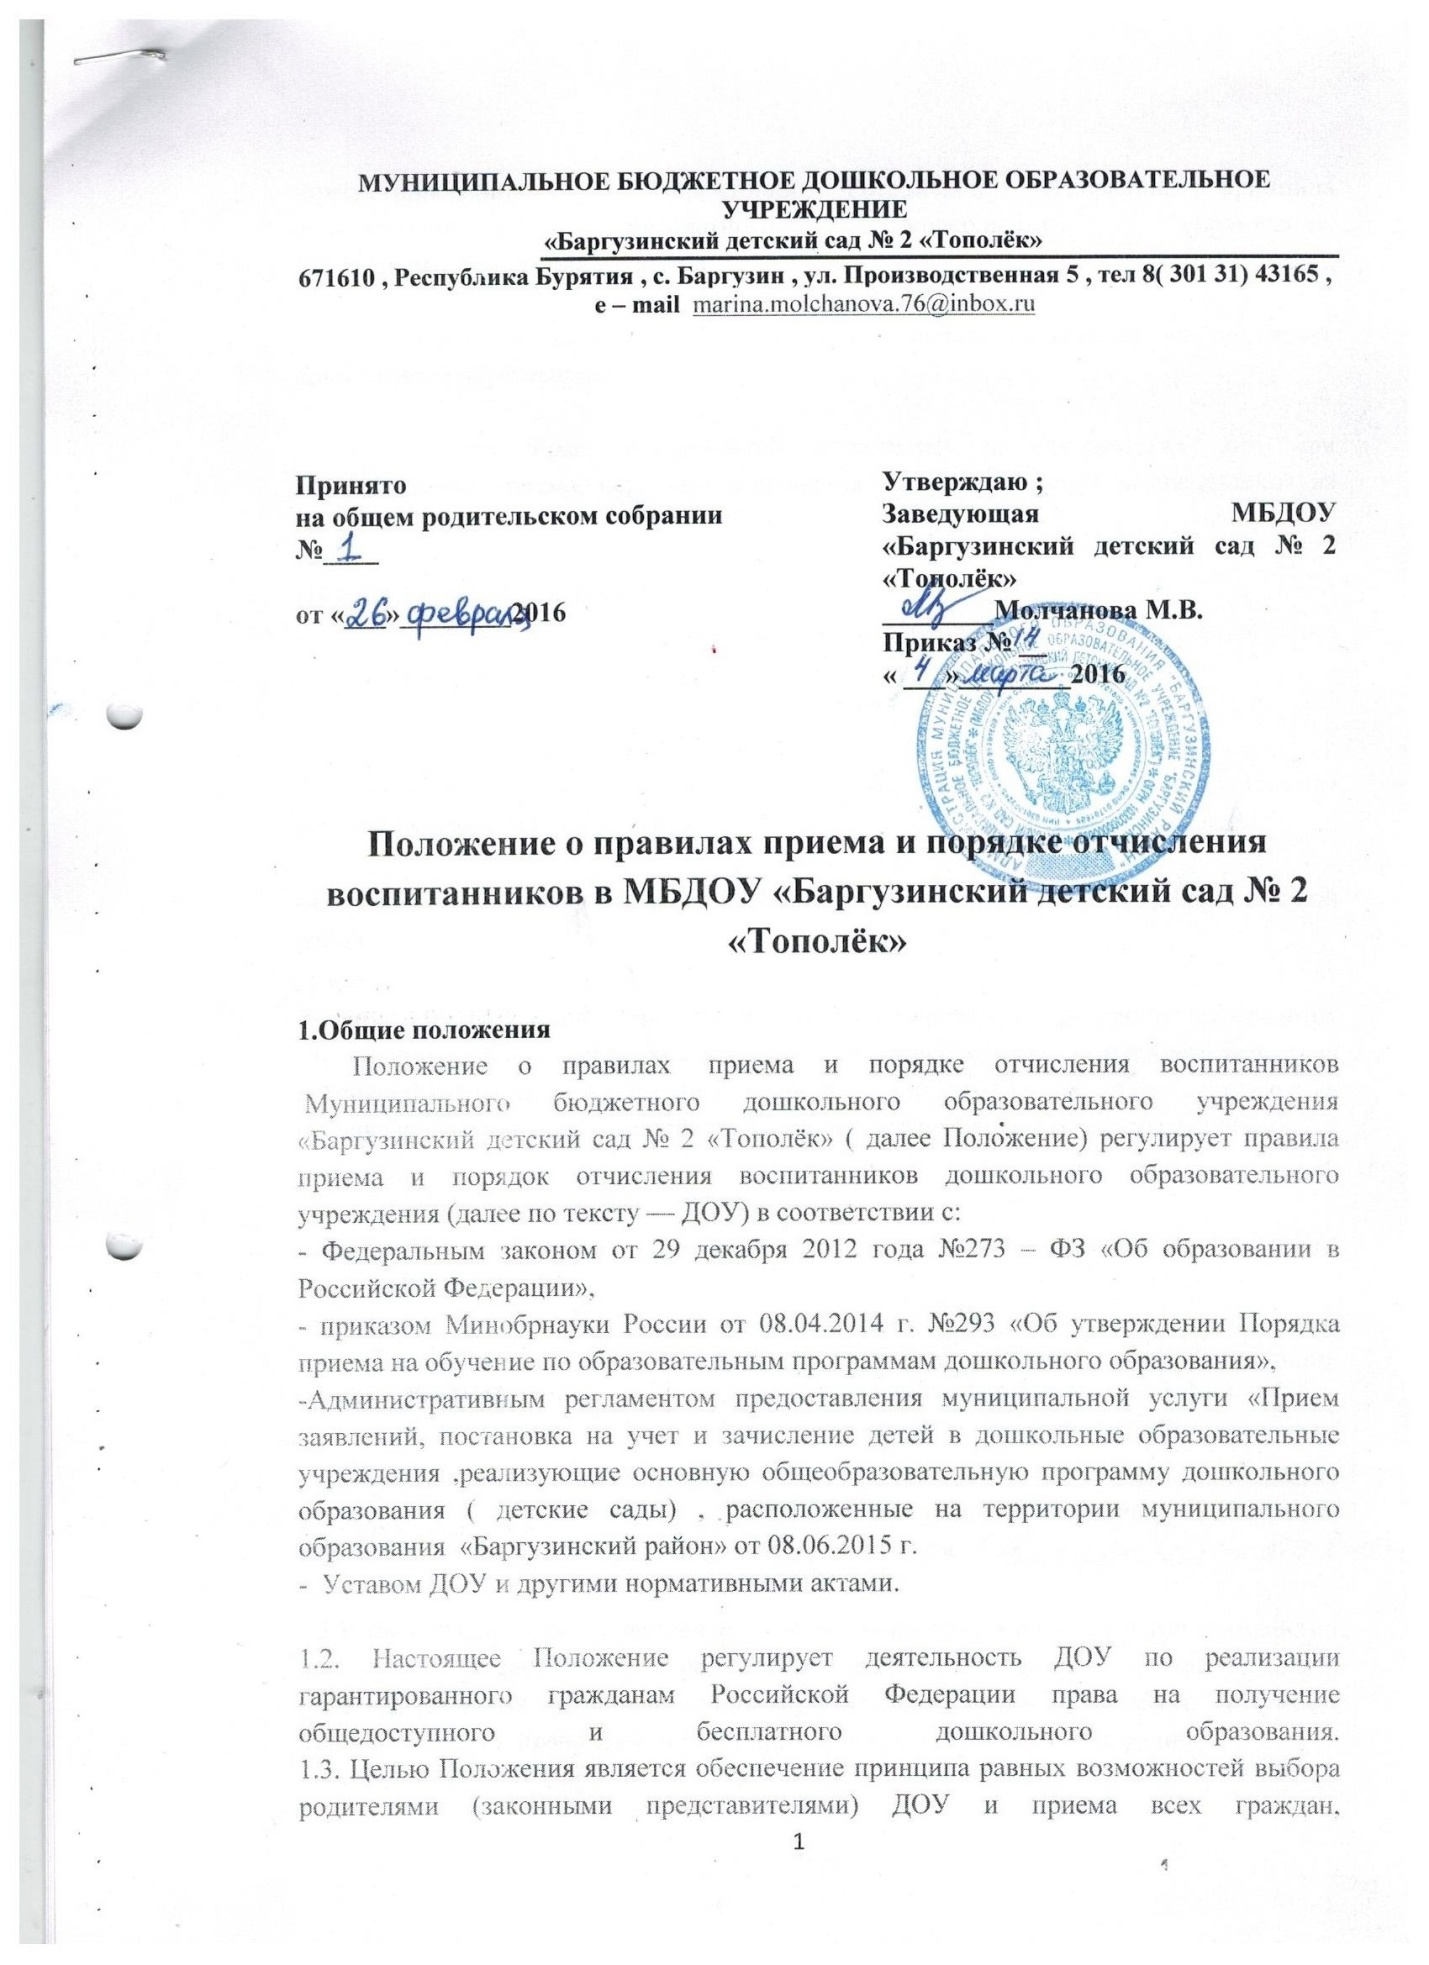 МУНИЦИПАЛЬНОЕ БЮДЖЕТНОЕ ДОШКОЛЬНОЕ ОБРАЗОВАТЕЛЬНОЕ
УЧРЕЖДЕНИЕ
«Баргузинский детский сад № 2 «Тополёк»
671610 , Республика Бурятия , с. Баргузин , ул. Производственная 5 , тел 8( 301 31) 43165 ,
e – mail marina.molchanova.76@inbox.ru
Принято
на общем родительском собрании
№ 1
от «26» февраля 2016
Утверждаю ;
Заведующая МБДОУ
«Баргузинский детский сад № 2
«Тополёк»
Молчанова М.В.
Приказ № 14
« 4 » марта 2016
Положение о правилах приема и порядке отчисления
воспитанников в МБДОУ «Баргузинский детский сад № 2
«Тополёк»
1.Общие положения
Положение о правилах приема и порядке отчисления воспитанников
Муниципального бюджетного дошкольного образовательного учреждения
«Баргузинский детский сад № 2 «Тополёк» ( далее Положение) регулирует правила
приема и порядок отчисления воспитанников дошкольного образовательного
учреждения (далее по тексту — ДОУ) в соответствии с:
- Федеральным законом от 29 декабря 2012 года №273 – ФЗ «Об образовании в
Российской Федерации»,
- приказом Минобрнауки России от 08.04.2014 г. №293 «Об утверждении Порядка
приема на обучение по образовательным программам дошкольного образования»,
-Административным регламентом предоставления муниципальной услуги «Прием
заявлений, постановка на учет и зачисление детей в дошкольные образовательные
учреждения ,реализующие основную общеобразовательную программу дошкольного
образования ( детские сады) , расположенные на территории муниципального
образования «Баргузинский район» от 08.06.2015 г.
- Уставом ДОУ и другими нормативными актами.
1.2. Настоящее Положение регулирует деятельность ДОУ по реализации
гарантированного гражданам Российской Федерации права на получение
общедоступного и бесплатного дошкольного образования.
1.3. Целью Положения является обеспечение принципа равных возможностей выбора
родителями (законными представителями) ДОУ и приема всех граждан,
1